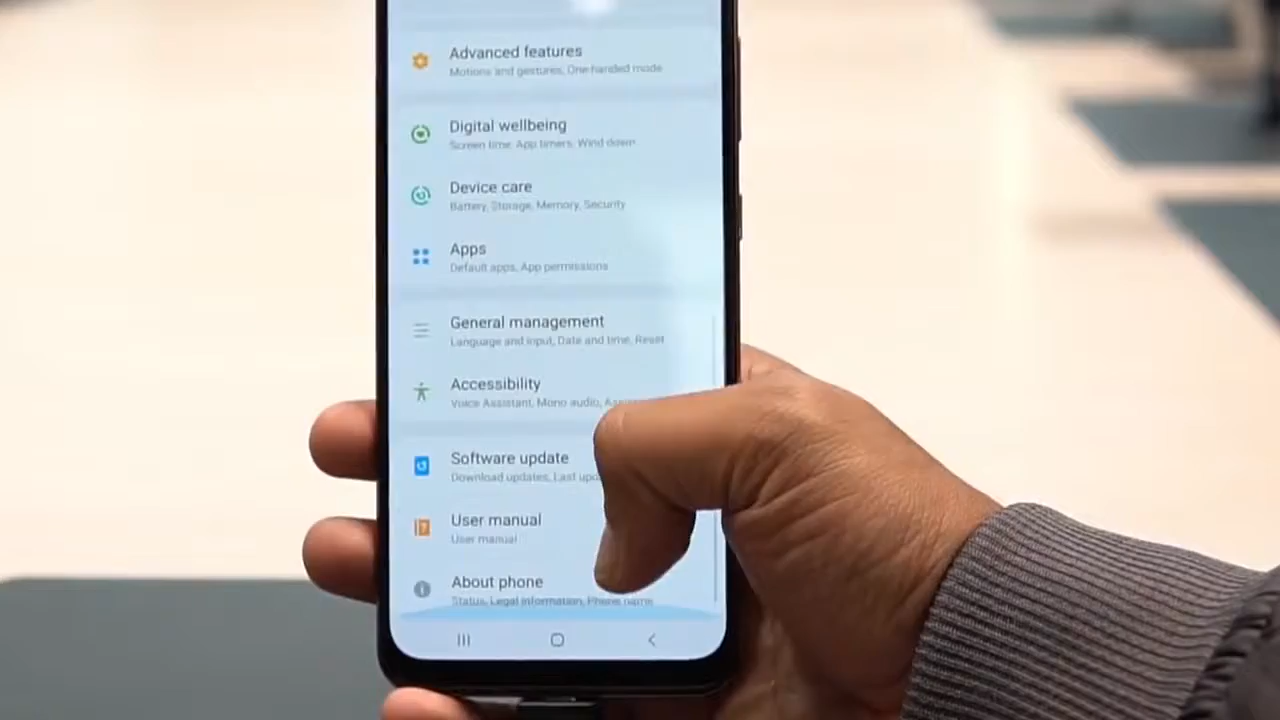 Advanced features
Motions and gestures, One-handed mode
Digital wellbeing
Screen time, App timers, Wind down
Device care
Battery, Storage, Memory, Security
Apps
Default apps, App permissions
General management
Language and input, Date and time, Reset
Accessibility
Voice Assistant, Mono audio,
Software update
Download updates, Last
User manual
User manual
About phone
Status, Legal information, Phone name